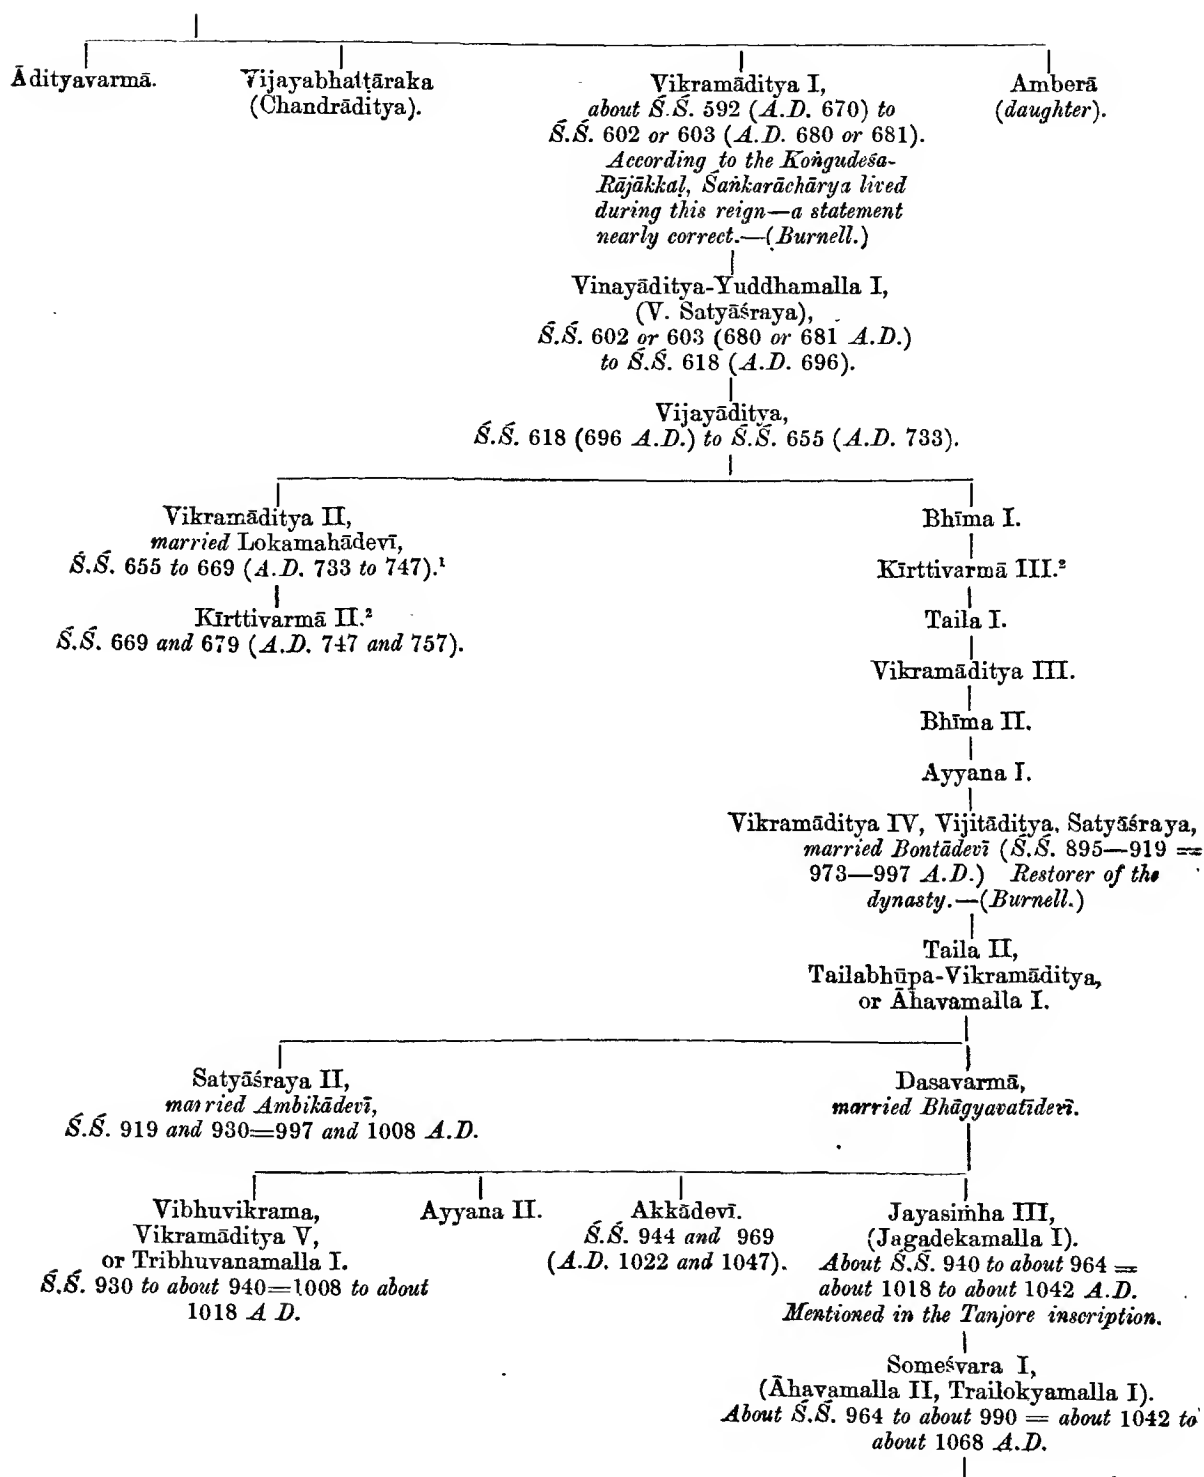 Ādityavarmā.
Vijayabhaṭṭāraka
(Chandrāditya).
Vikramāditya I,
about Ś.Ś. 592 (A.D. 670) to
Ś.Ś. 602 or 603 (A.D. 680 or 681).
According to the Koṅgudeśa-
Rājākkaḷ, Śaṅkarāchārya lived
during this reign—a statement
nearly correct.—(Burnell.)
Amberā
(daughter).
Vinayāditya-Yuddhamalla I,
(V. Satyāśraya),
Ś.Ś. 602 or 603 (680 or 681 A.D.)
to Ś.Ś. 618 (A.D. 696).
Vijayāditya,
Ś.Ś. 618 (696 A.D.) to Ś.Ś. 655 (A.D. 733).
Vikramāditya II,
married Lokamahādevī,
Ś.Ś. 655 to 669 (A.D. 733 to 747).¹
Kīrttivarmā II.²
Ś.Ś. 669 and 679 (A.D. 747 and 757).
Bhīma I.
Kīrttivarmā III.²
Taila I.
Vikramāditya III.
Bhīma II.
Ayyana I.
Vikramāditya IV, Vijitāditya, Satyāśraya,
married Bontādevī (Ś.Ś. 895—919 =
973—997 A.D.) Restorer of the
dynasty.—(Burnell.)
Taila II,
Tailabhūpa-Vikramāditya,
or Āhavamalla I.
Satyāśraya II,
married Ambikādevī,
Ś.Ś. 919 and 930=997 and 1008 A.D.
Dasavarmā,
married Bhāgyavatīdevī.
Vibhuvikrama,
Vikramāditya V,
or Tribhuvanamalla I.
Ś.Ś. 930 to about 940=1008 to about
1018 A D.
Ayyana II.
Akkādevī.
Ś.Ś. 944 and 969
(A.D. 1022 and 1047).
Jayasiṁha III,
(Jagadekamalla I).
About Ś.Ś. 940 to about 964 =
about 1018 to about 1042 A.D.
Mentioned in the Tanjore inscription.
Someśvara I,
(Āhavamalla II, Trailokyamalla I).
About Ś.Ś. 964 to about 990 = about 1042 to
about 1068 A.D.